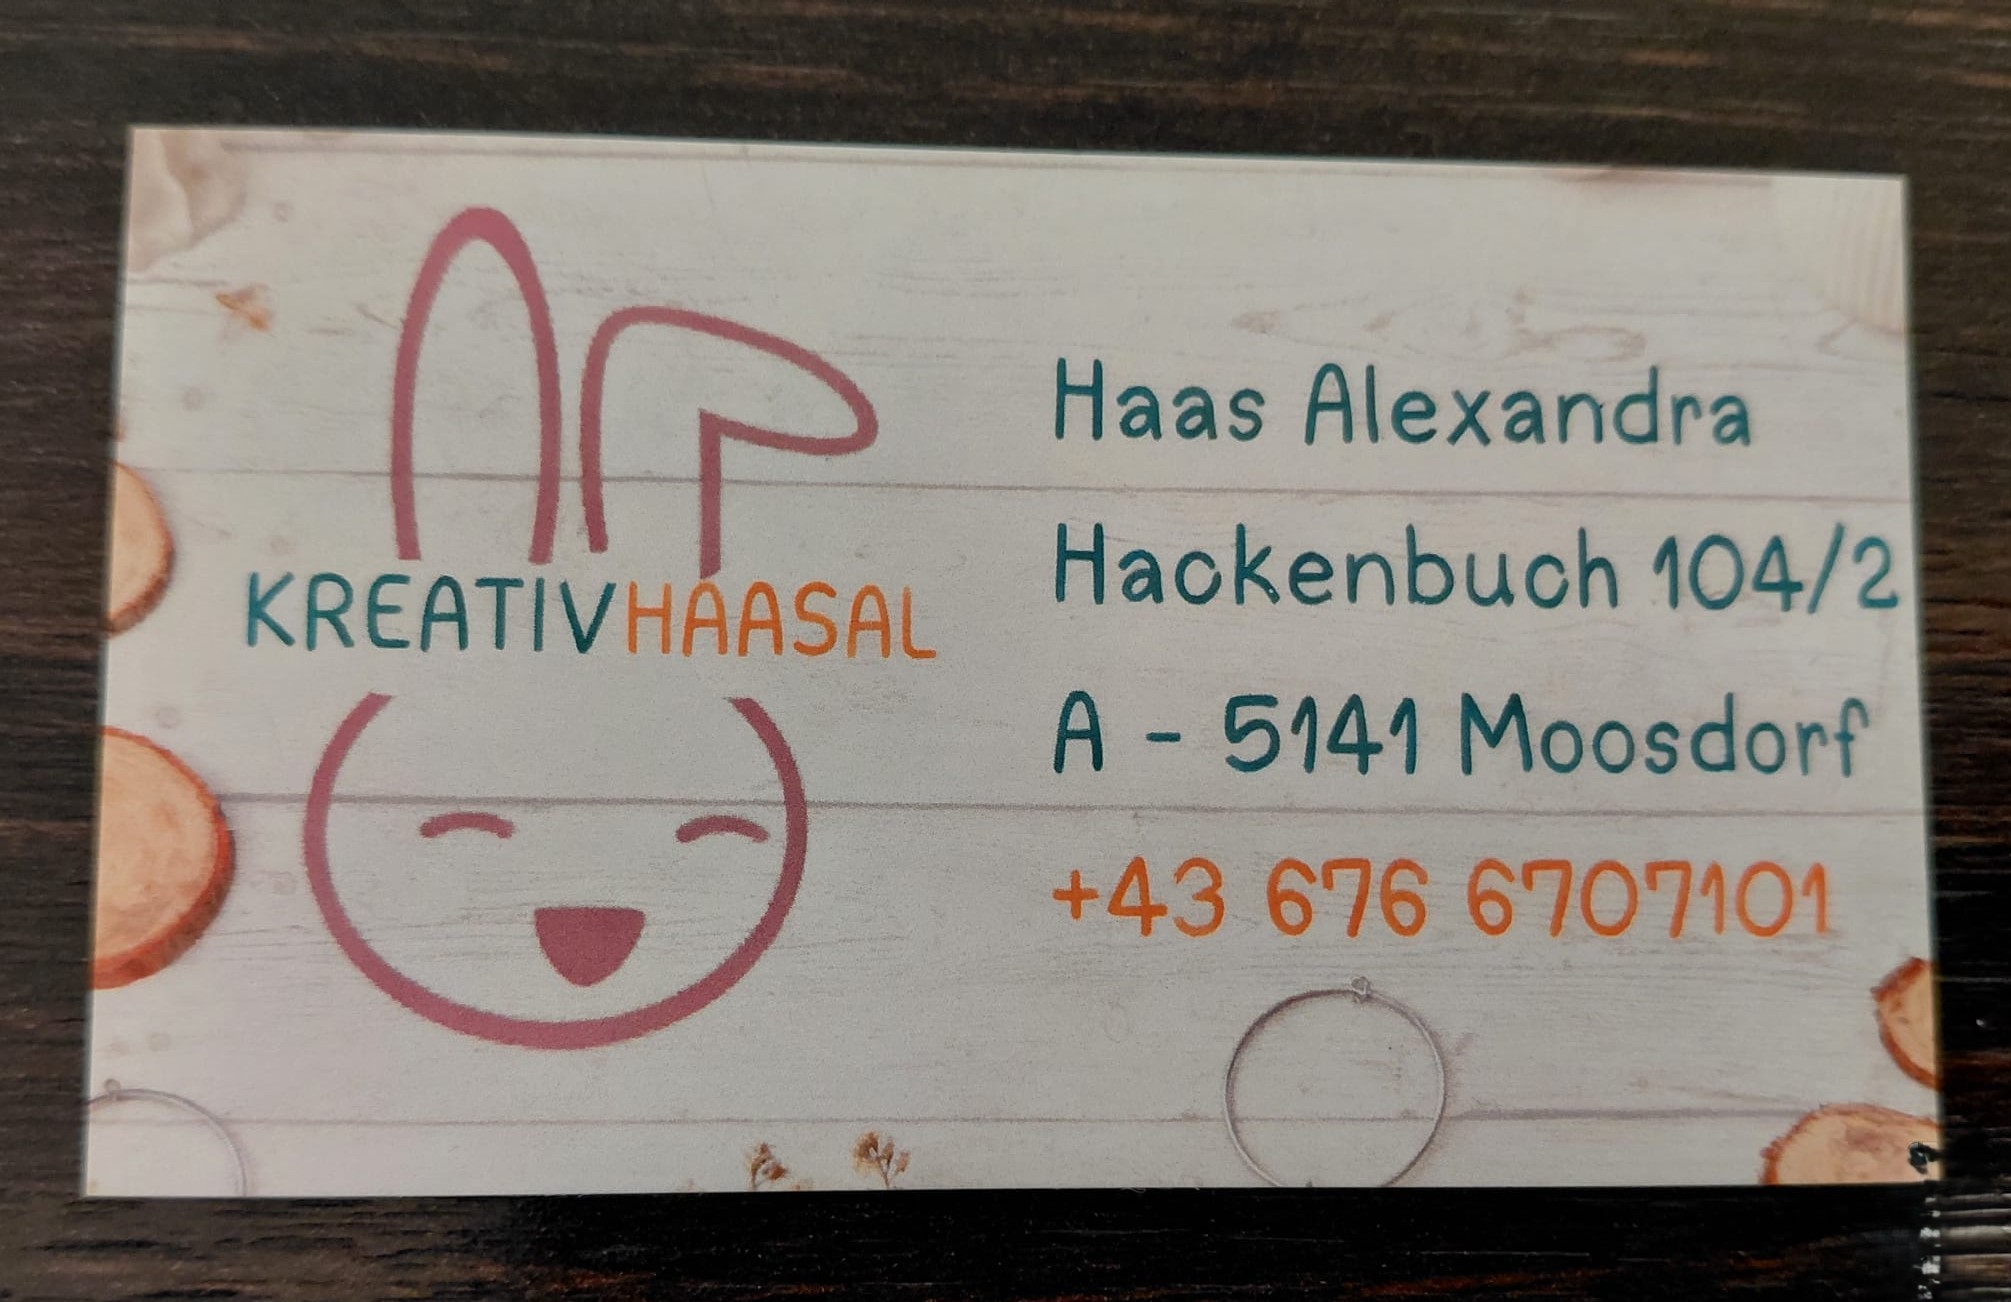 KREATIVHAASAL
Haas Alexandra
Hackenbuch 104/2
A - 5141 Moosdorf
+43 676 6707101